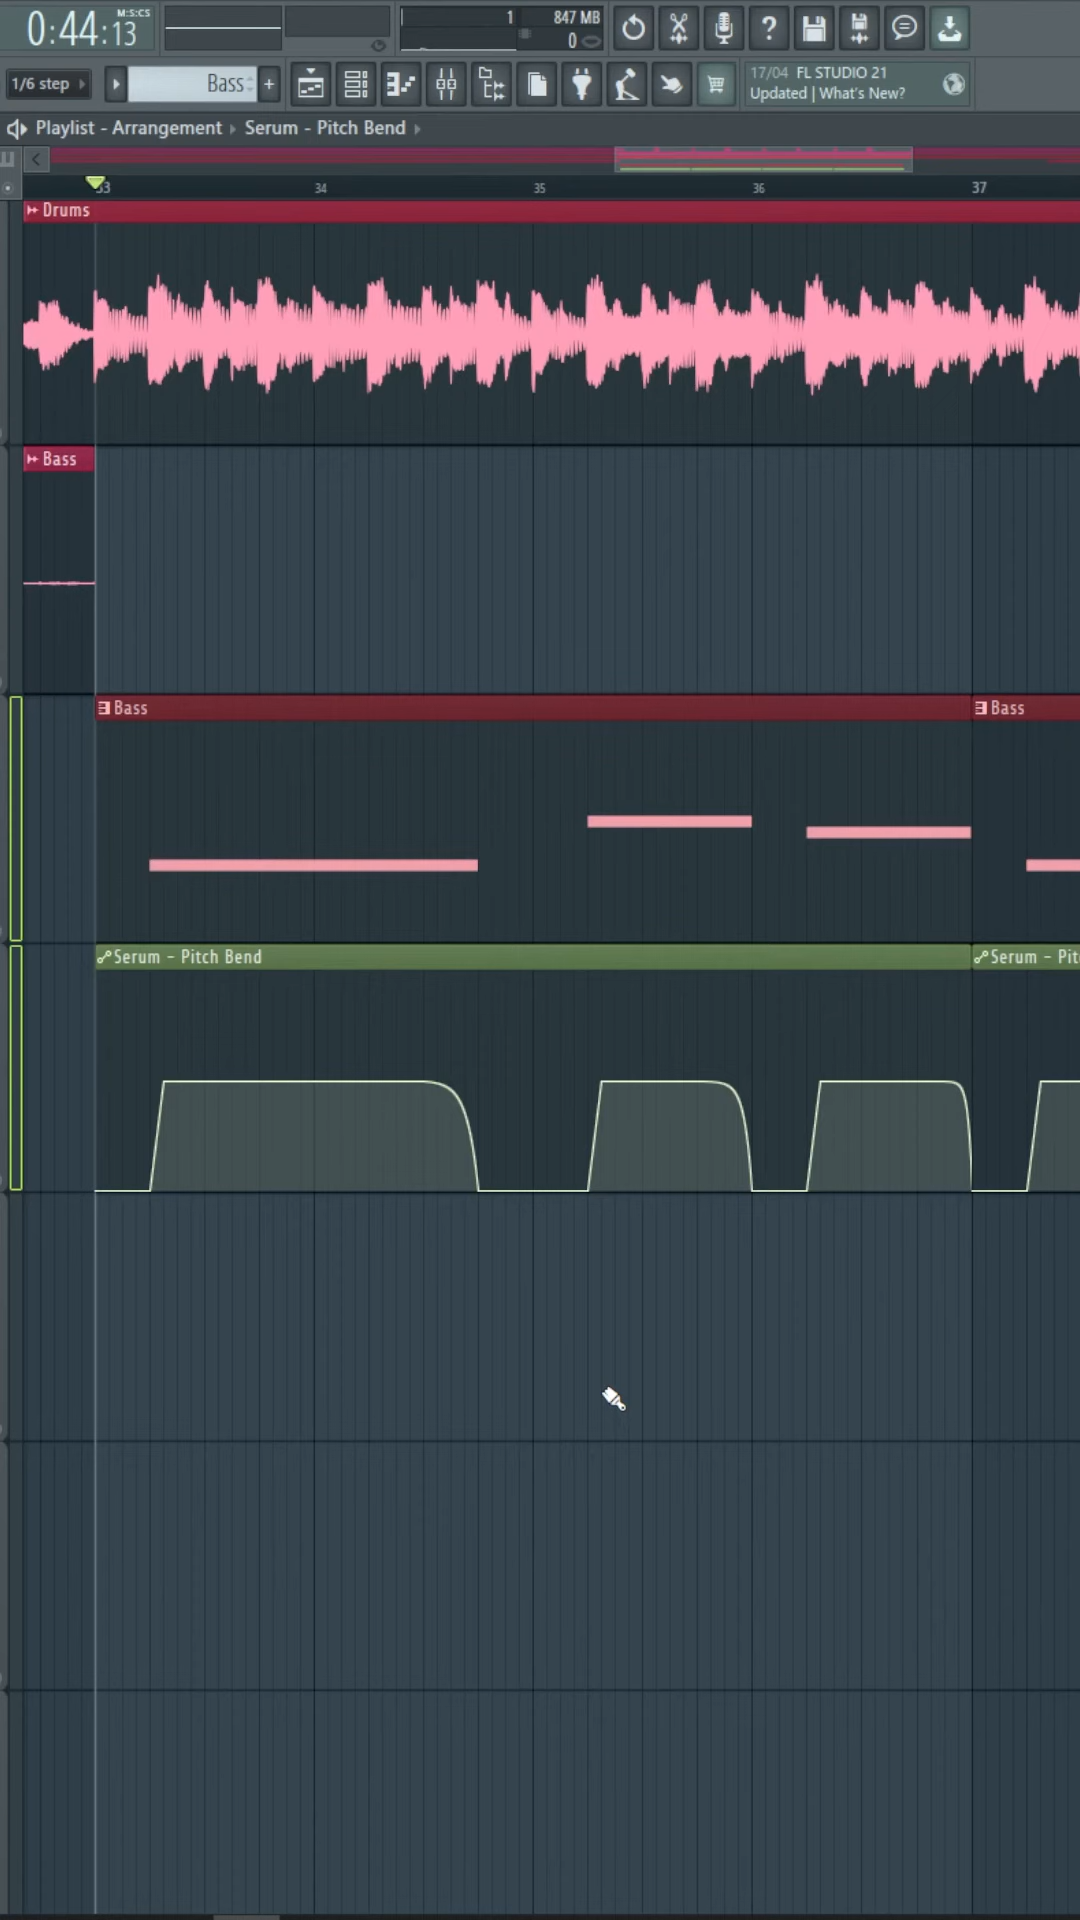 0:44:13
M:S:CS
1
847 MB
0
1/6 step
Bass
+
17/04 FL STUDIO 21
Updated | What's New?
Playlist - Arrangement
Serum - Pitch Bend
33
34
35
36
37
Drums
Bass
Bass
Bass
Serum - Pitch Bend
Serum - Pit